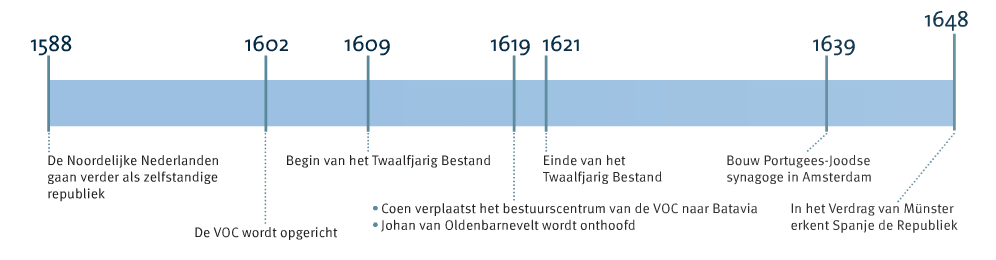 1588
1602
1609
1619
1621
1639
1648
De Noordelijke Nederlanden
gaan verder als zelfstandige
republiek
De VOC wordt opgericht
Begin van het Twaalfjarig Bestand
• Coen verplaatst het bestuurscentrum van de VOC naar Batavia
• Johan van Oldenbarnevelt wordt onthoofd
Einde van het
Twaalfjarig Bestand
Bouw Portugees-Joodse
synagoge in Amsterdam
In het Verdrag van Münster
erkent Spanje de Republiek